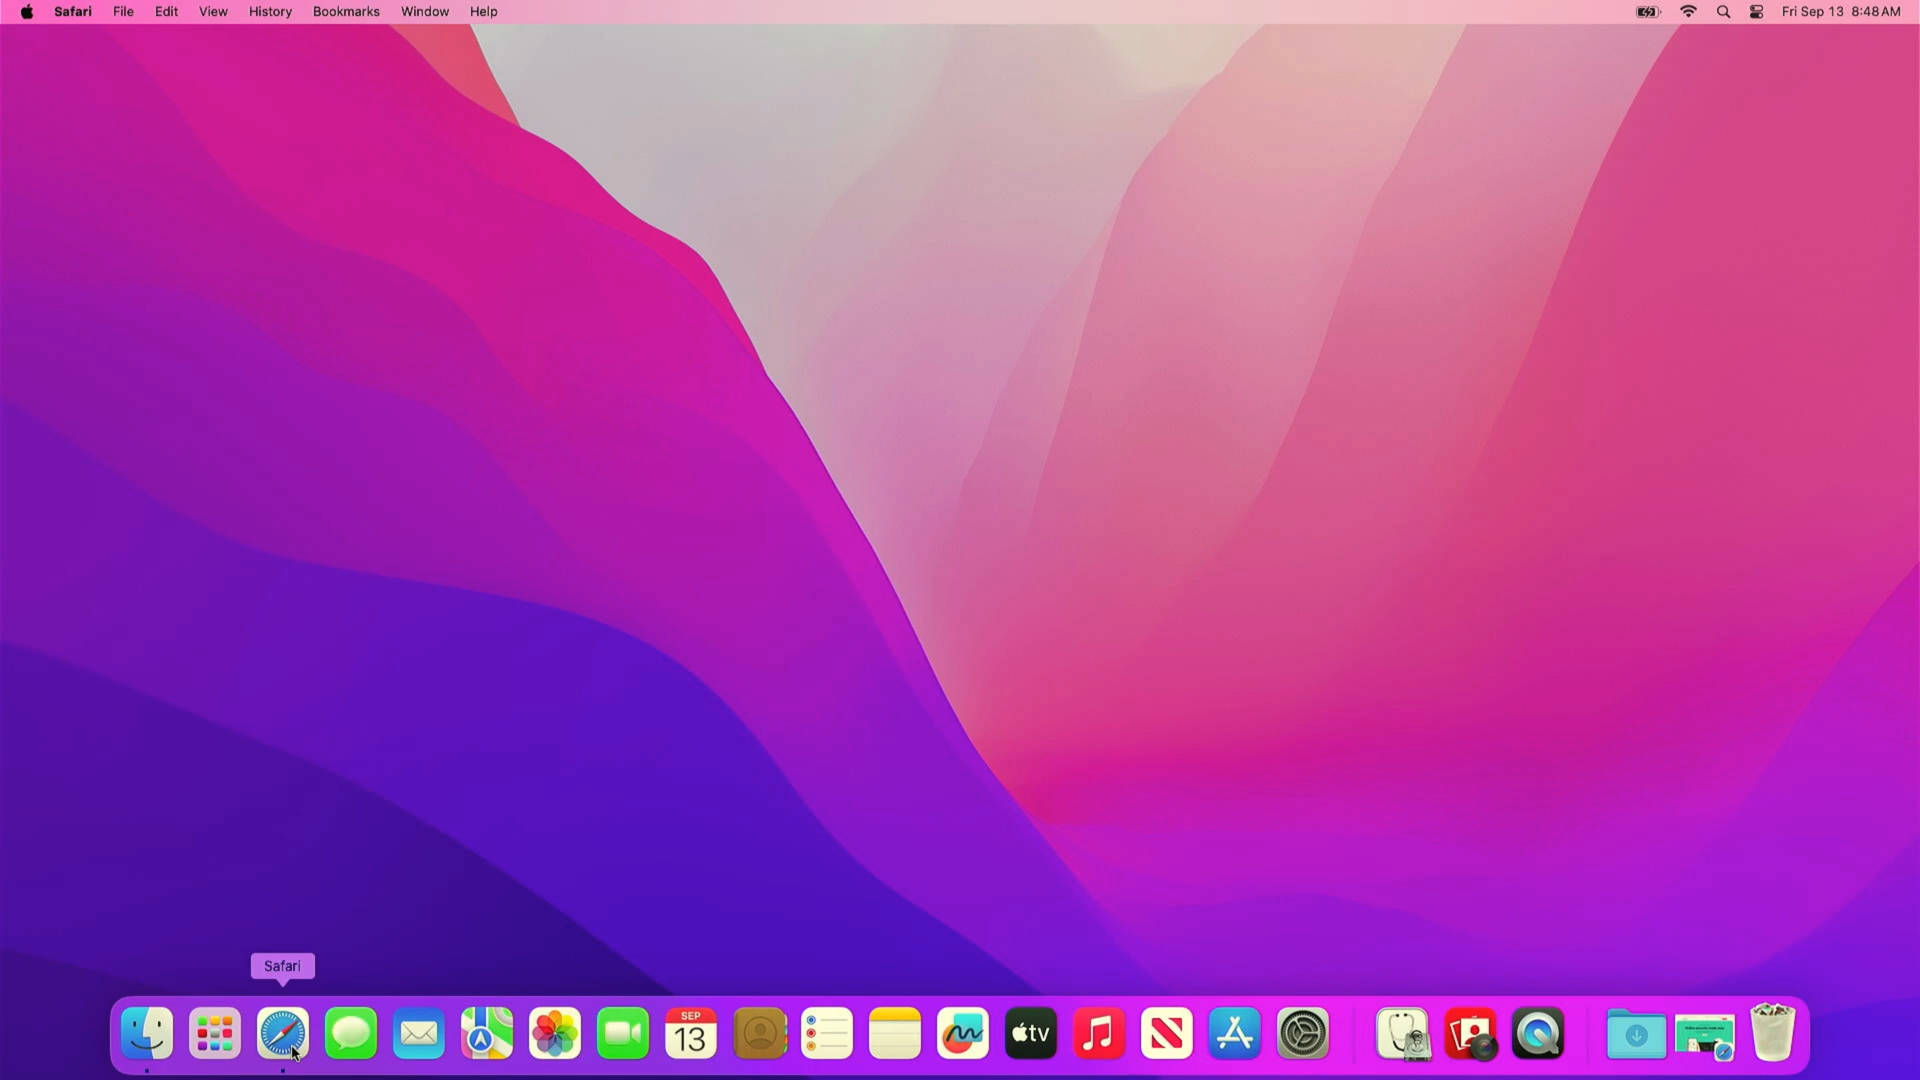 Safari File Edit View History Bookmarks Window Help Fri Sep 13 8:48 AM
Safari
SEP
13
tv